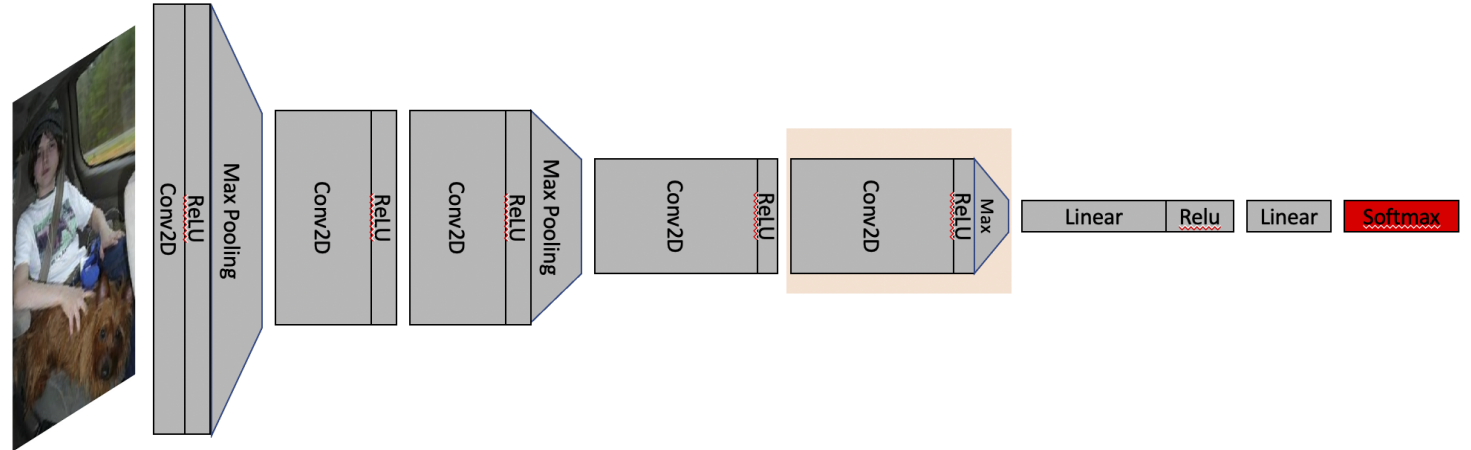 Conv2D
ReLU
Max Pooling
Conv2D
ReLU
Conv2D
ReLU
Max Pooling
Conv2D
ReLU
Conv2D
ReLU
Max
Linear
Relu
Linear
Softmax